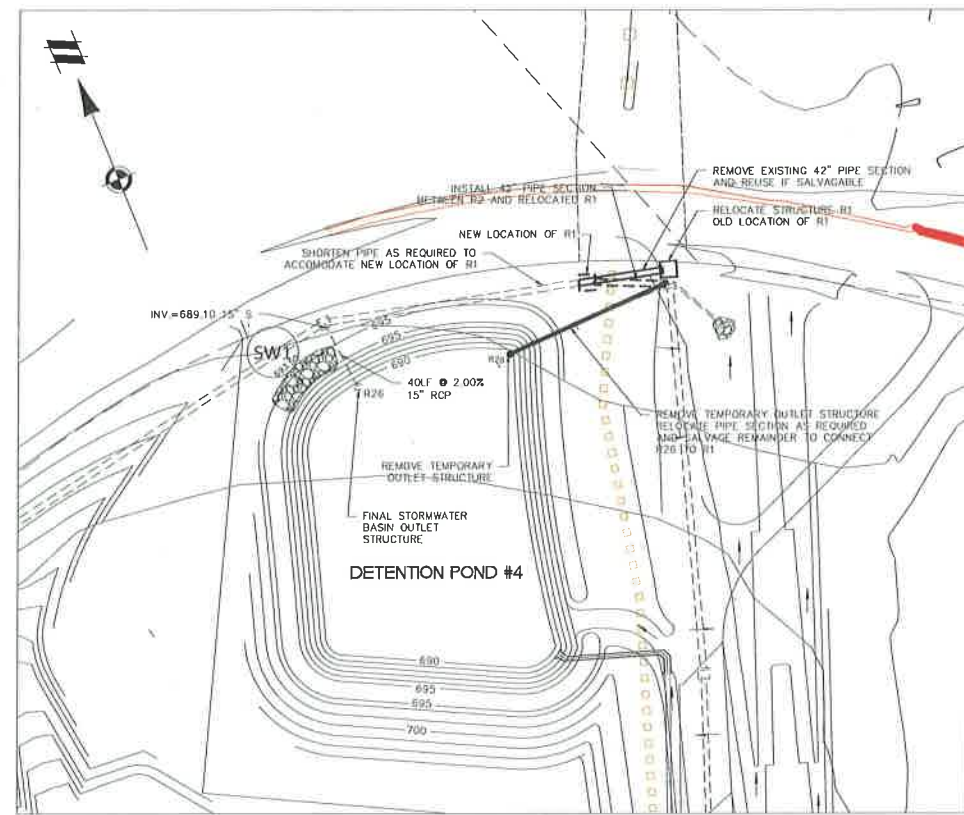 REMOVE EXISTING 42" PIPE SECTION
AND REUSE IF SALVAGABLE
INSTALL 42" PIPE SECTION
BETWEEN R2 AND RELOCATED R1
RELOCATE STRUCTURE R1
OLD LOCATION OF R1
NEW LOCATION OF R1
SHORTEN PIPE AS REQUIRED TO
ACCOMODATE NEW LOCATION OF R1
INV.=689.10 15" S
SW1
695
695
690
R28
40LF @ 2.00%
15" RCP
R26
REMOVE TEMPORARY OUTLET STRUCTURE
RELOCATE PIPE SECTION AS REQUIRED
AND SALVAGE REMAINDER TO CONNECT
R26 TO R1
REMOVE TEMPORARY
OUTLET STRUCTURE
FINAL STORMWATER
BASIN OUTLET
STRUCTURE
DETENTION POND #4
690
695
695
700